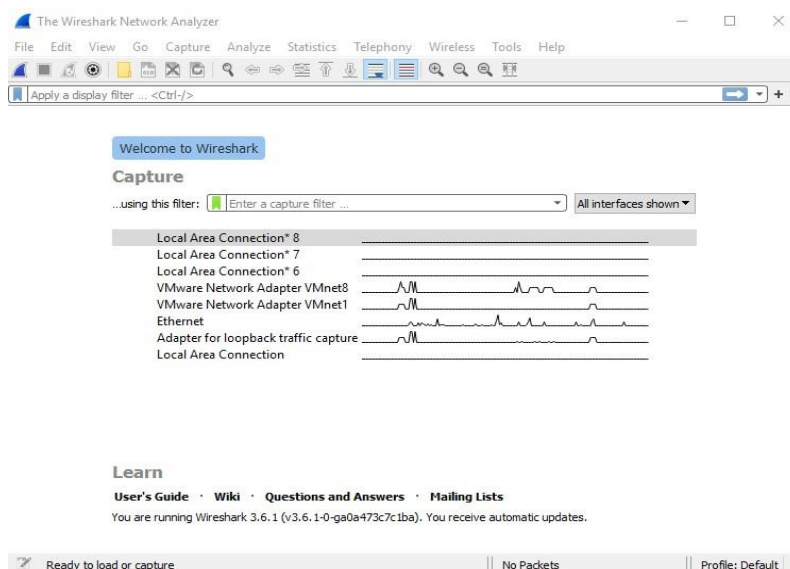 The Wireshark Network Analyzer
File Edit View Go Capture Analyze Statistics Telephony Wireless Tools Help
Apply a display filter ... <Ctrl-/>
Welcome to Wireshark
Capture
...using this filter: Enter a capture filter ... All interfaces shown
Local Area Connection* 8
Local Area Connection* 7
Local Area Connection* 6
VMware Network Adapter VMnet8
VMware Network Adapter VMnet1
Ethernet
Adapter for loopback traffic capture
Local Area Connection
Learn
User's Guide · Wiki · Questions and Answers · Mailing Lists
You are running Wireshark 3.6.1 (v3.6.1-0-ga0a473c7c1ba). You receive automatic updates.
Ready to load or capture No Packets Profile: Default